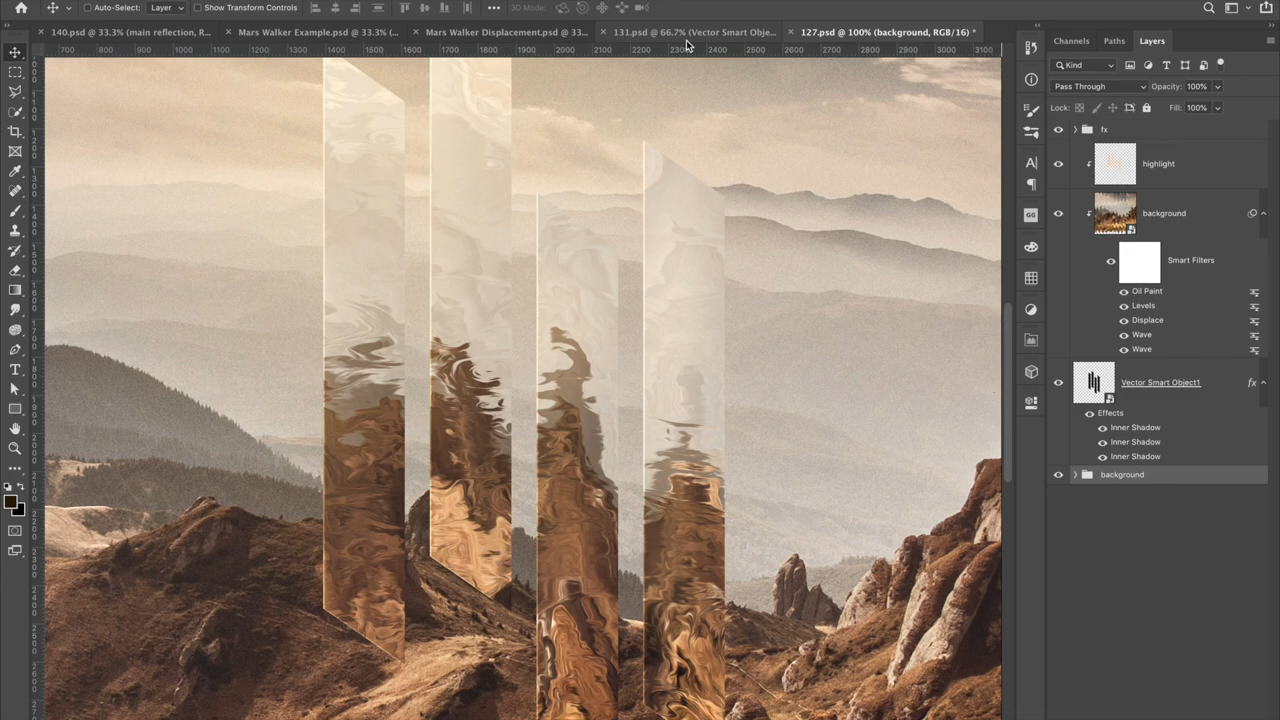 Auto-Select: Layer Show Transform Controls ••• 3D Mode:
140.psd @ 33.3% (main reflection, R... Mars Walker Example.psd @ 33.3% (... Mars Walker Displacement.psd @ 33... 131.psd @ 66.7% (Vector Smart Obje... 127.psd @ 100% (background, RGB/16) *
700 800 900 1000 1100 1200 1300 1400 1500 1600 1700 1800 1900 2000 2100 2200 2300 2400 2500 2600 2700 2800 2900 3000 3100
Channels Paths Layers
Kind
Pass Through Opacity: 100%
Lock: Fill: 100%
fx
highlight
background
Smart Filters
Oil Paint
Levels
Displace
Wave
Wave
Vector Smart Object1 fx
Effects
Inner Shadow
Inner Shadow
Inner Shadow
background
GG